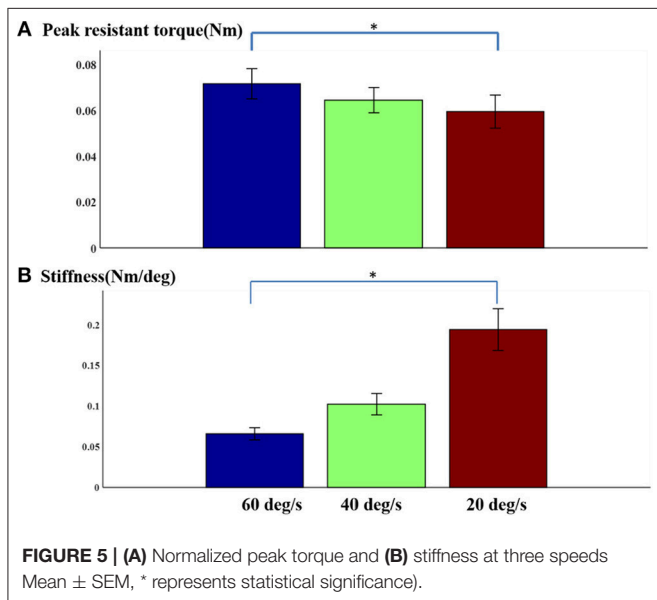 A Peak resistant torque(Nm)
*
0.08
0.06
0.04
0.02
0
B Stiffness(Nm/deg)
*
0.2
0.15
0.1
0.05
0
60 deg/s 40 deg/s 20 deg/s
FIGURE 5 | (A) Normalized peak torque and (B) stiffness at three speeds
Mean ± SEM, * represents statistical significance).